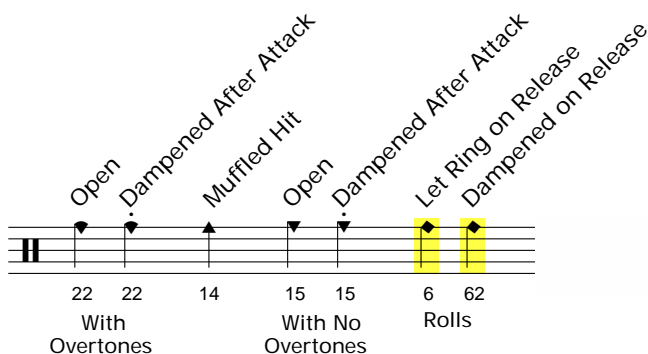 Open
Dampened After Attack
Muffled Hit
Open
Dampened After Attack
Let Ring on Release
Dampened on Release
22 22 14 15 15 6 62
With
Overtones
With No
Overtones
Rolls